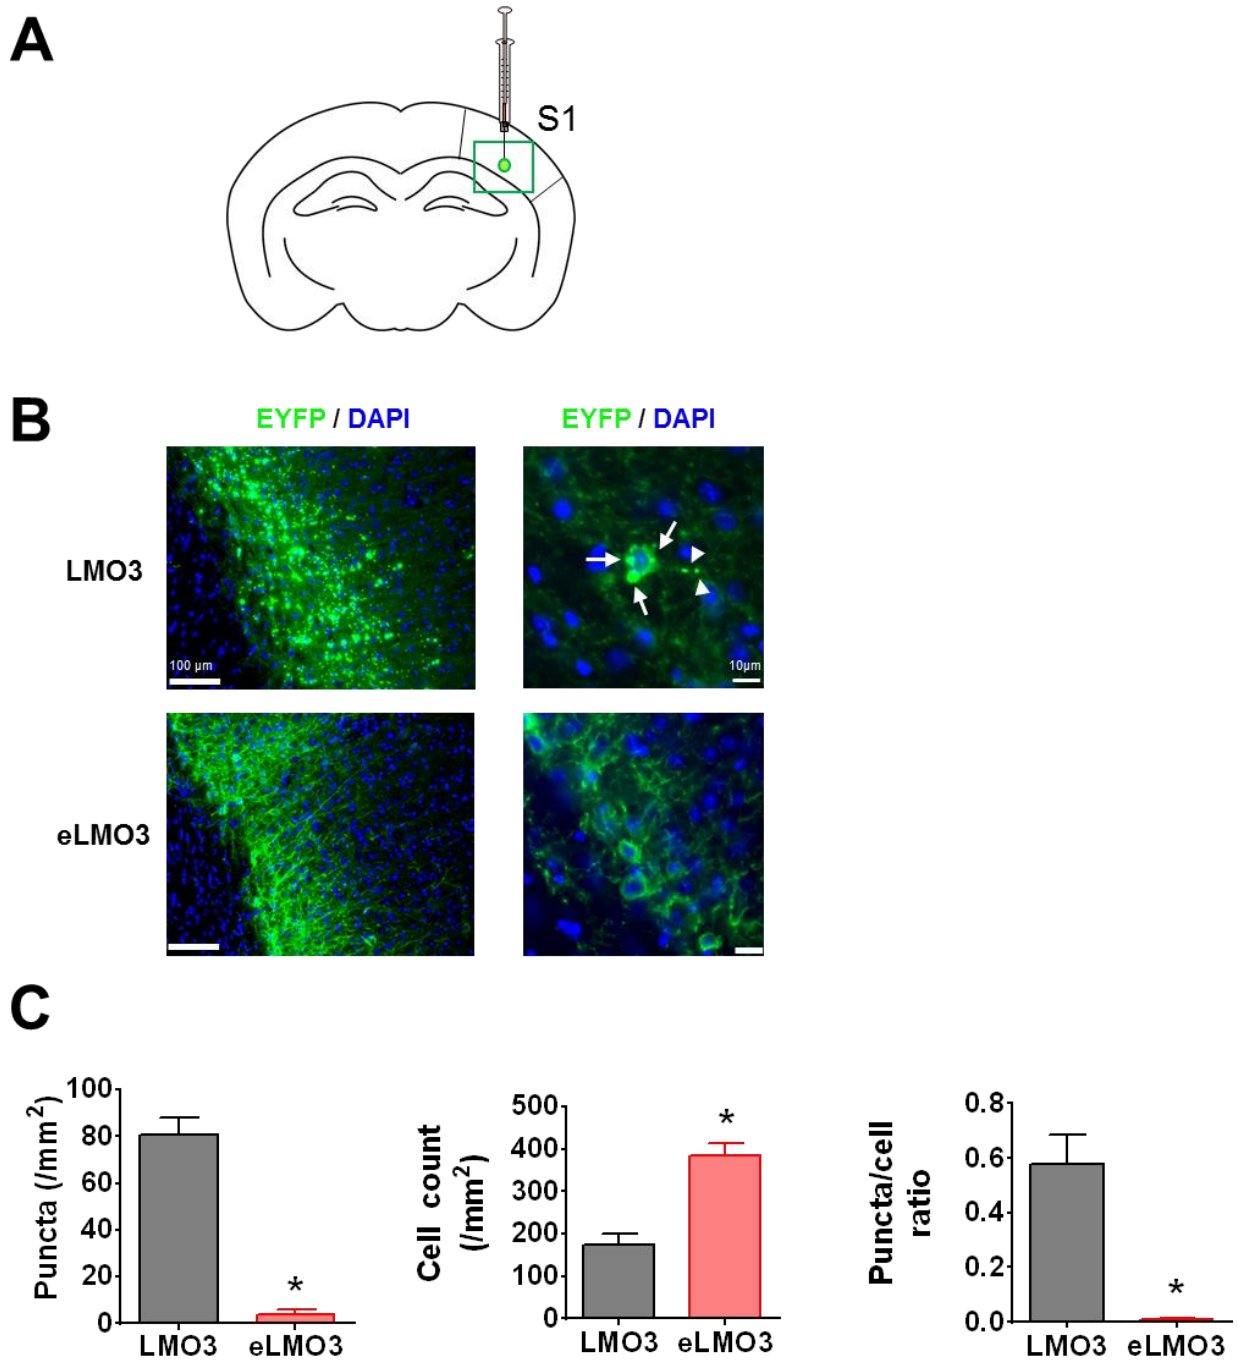 A
S1
B
EYFP / DAPI
EYFP / DAPI
LMO3
100 µm
10µm
eLMO3
C
Puncta (/mm²)
100
80
60
40
20
0
LMO3
eLMO3
*
Cell count
(/mm²)
500
400
300
200
100
0
LMO3
eLMO3
*
Puncta/cell
ratio
0.8
0.6
0.4
0.2
0.0
LMO3
eLMO3
*